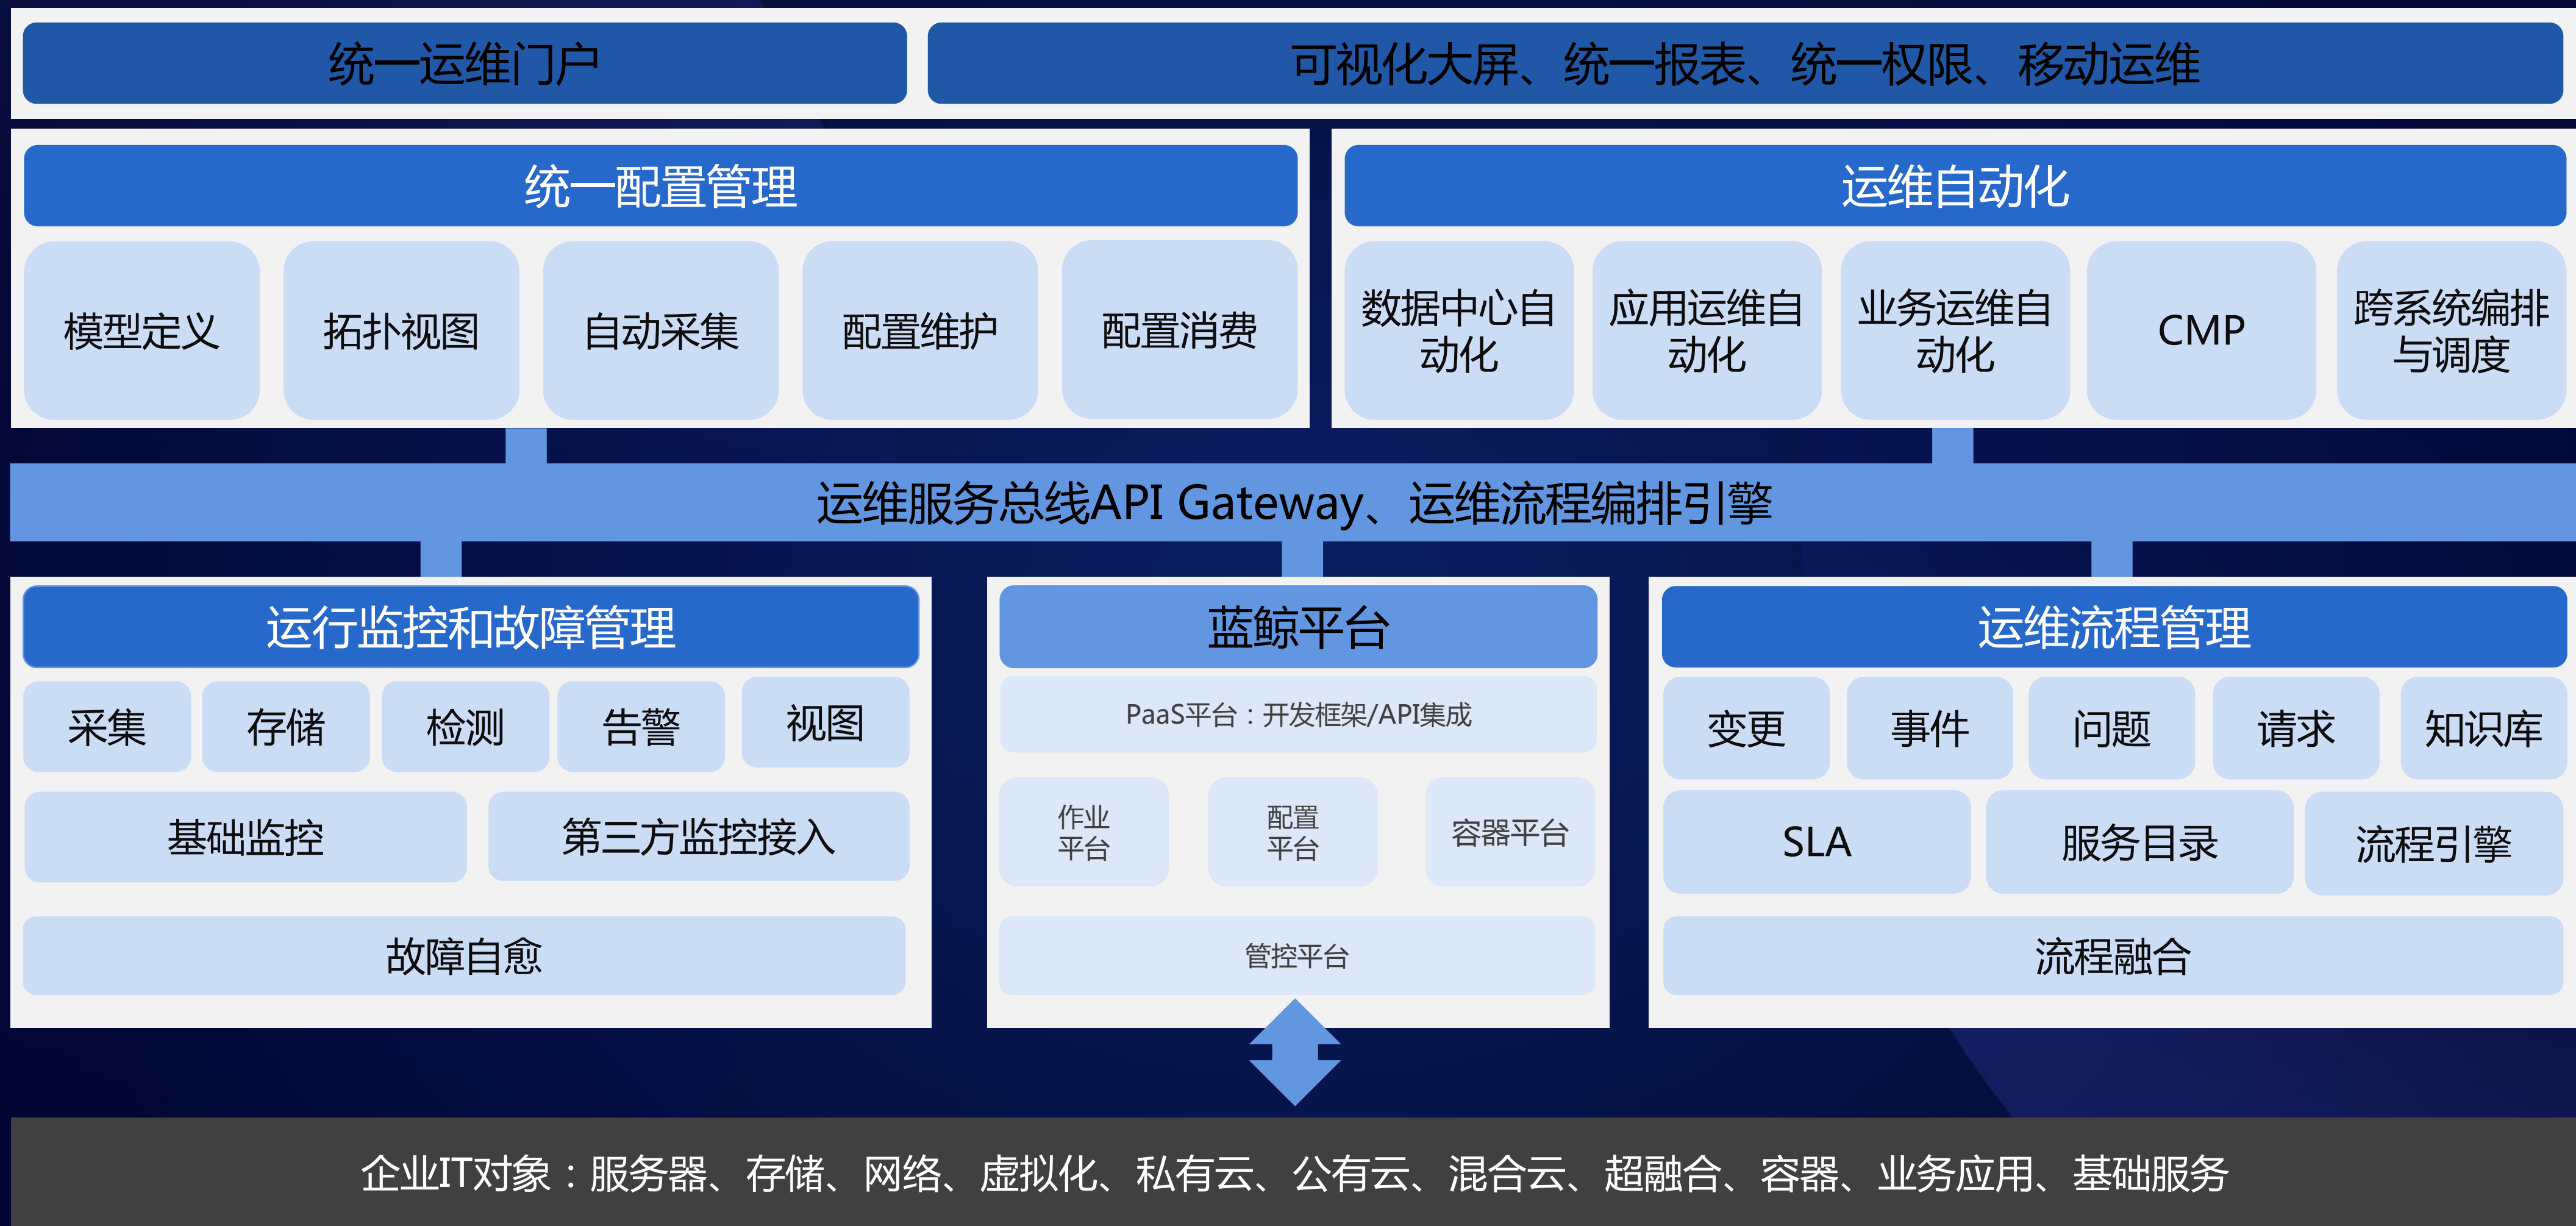 统一运维门户
可视化大屏、统一报表、统一权限、移动运维
统一配置管理
模型定义
拓扑视图
自动采集
配置维护
配置消费
运维自动化
数据中心自
动化
应用运维自
动化
业务运维自
动化
CMP
跨系统编排
与调度
运维服务总线API Gateway、运维流程编排引擎
运行监控和故障管理
采集
存储
检测
告警
视图
基础监控
第三方监控接入
故障自愈
蓝鲸平台
PaaS平台：开发框架/API集成
作业
平台
配置
平台
容器平台
管控平台
运维流程管理
变更
事件
问题
请求
知识库
SLA
服务目录
流程引擎
流程融合
企业IT对象：服务器、存储、网络、虚拟化、私有云、公有云、混合云、超融合、容器、业务应用、基础服务